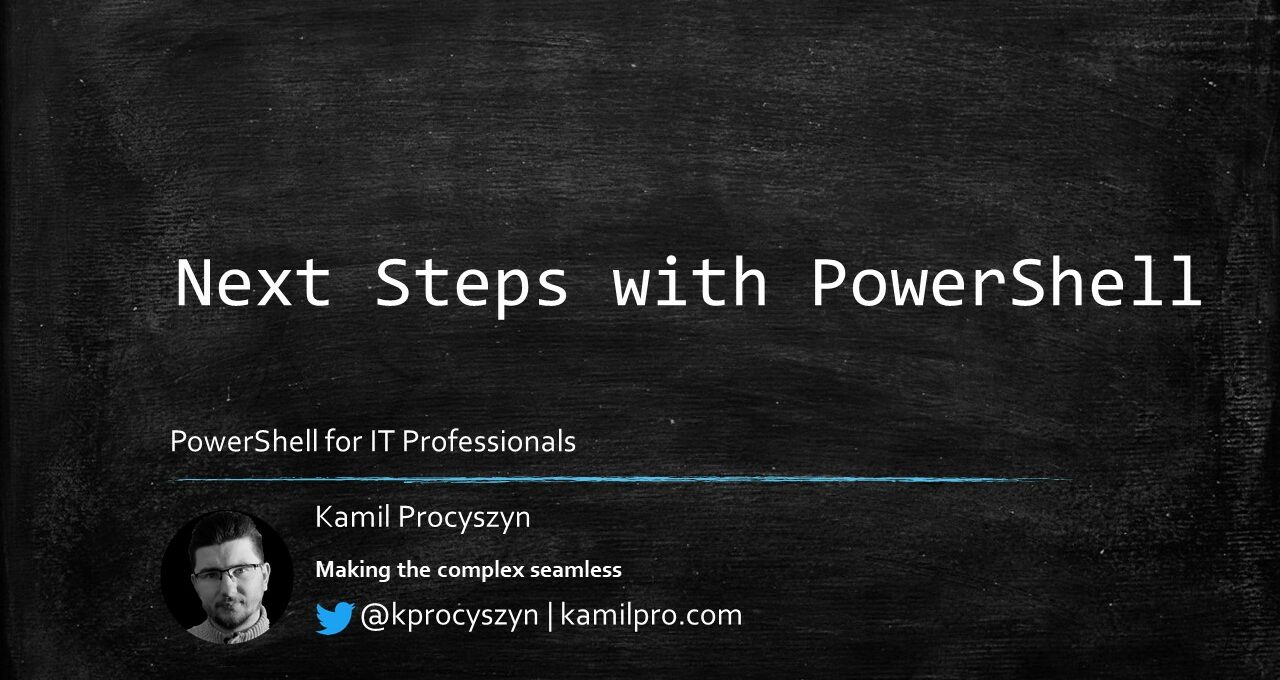 Next Steps with PowerShell
PowerShell for IT Professionals
Kamil Procyszyn
Making the complex seamless
@kprocyszyn | kamilpro.com